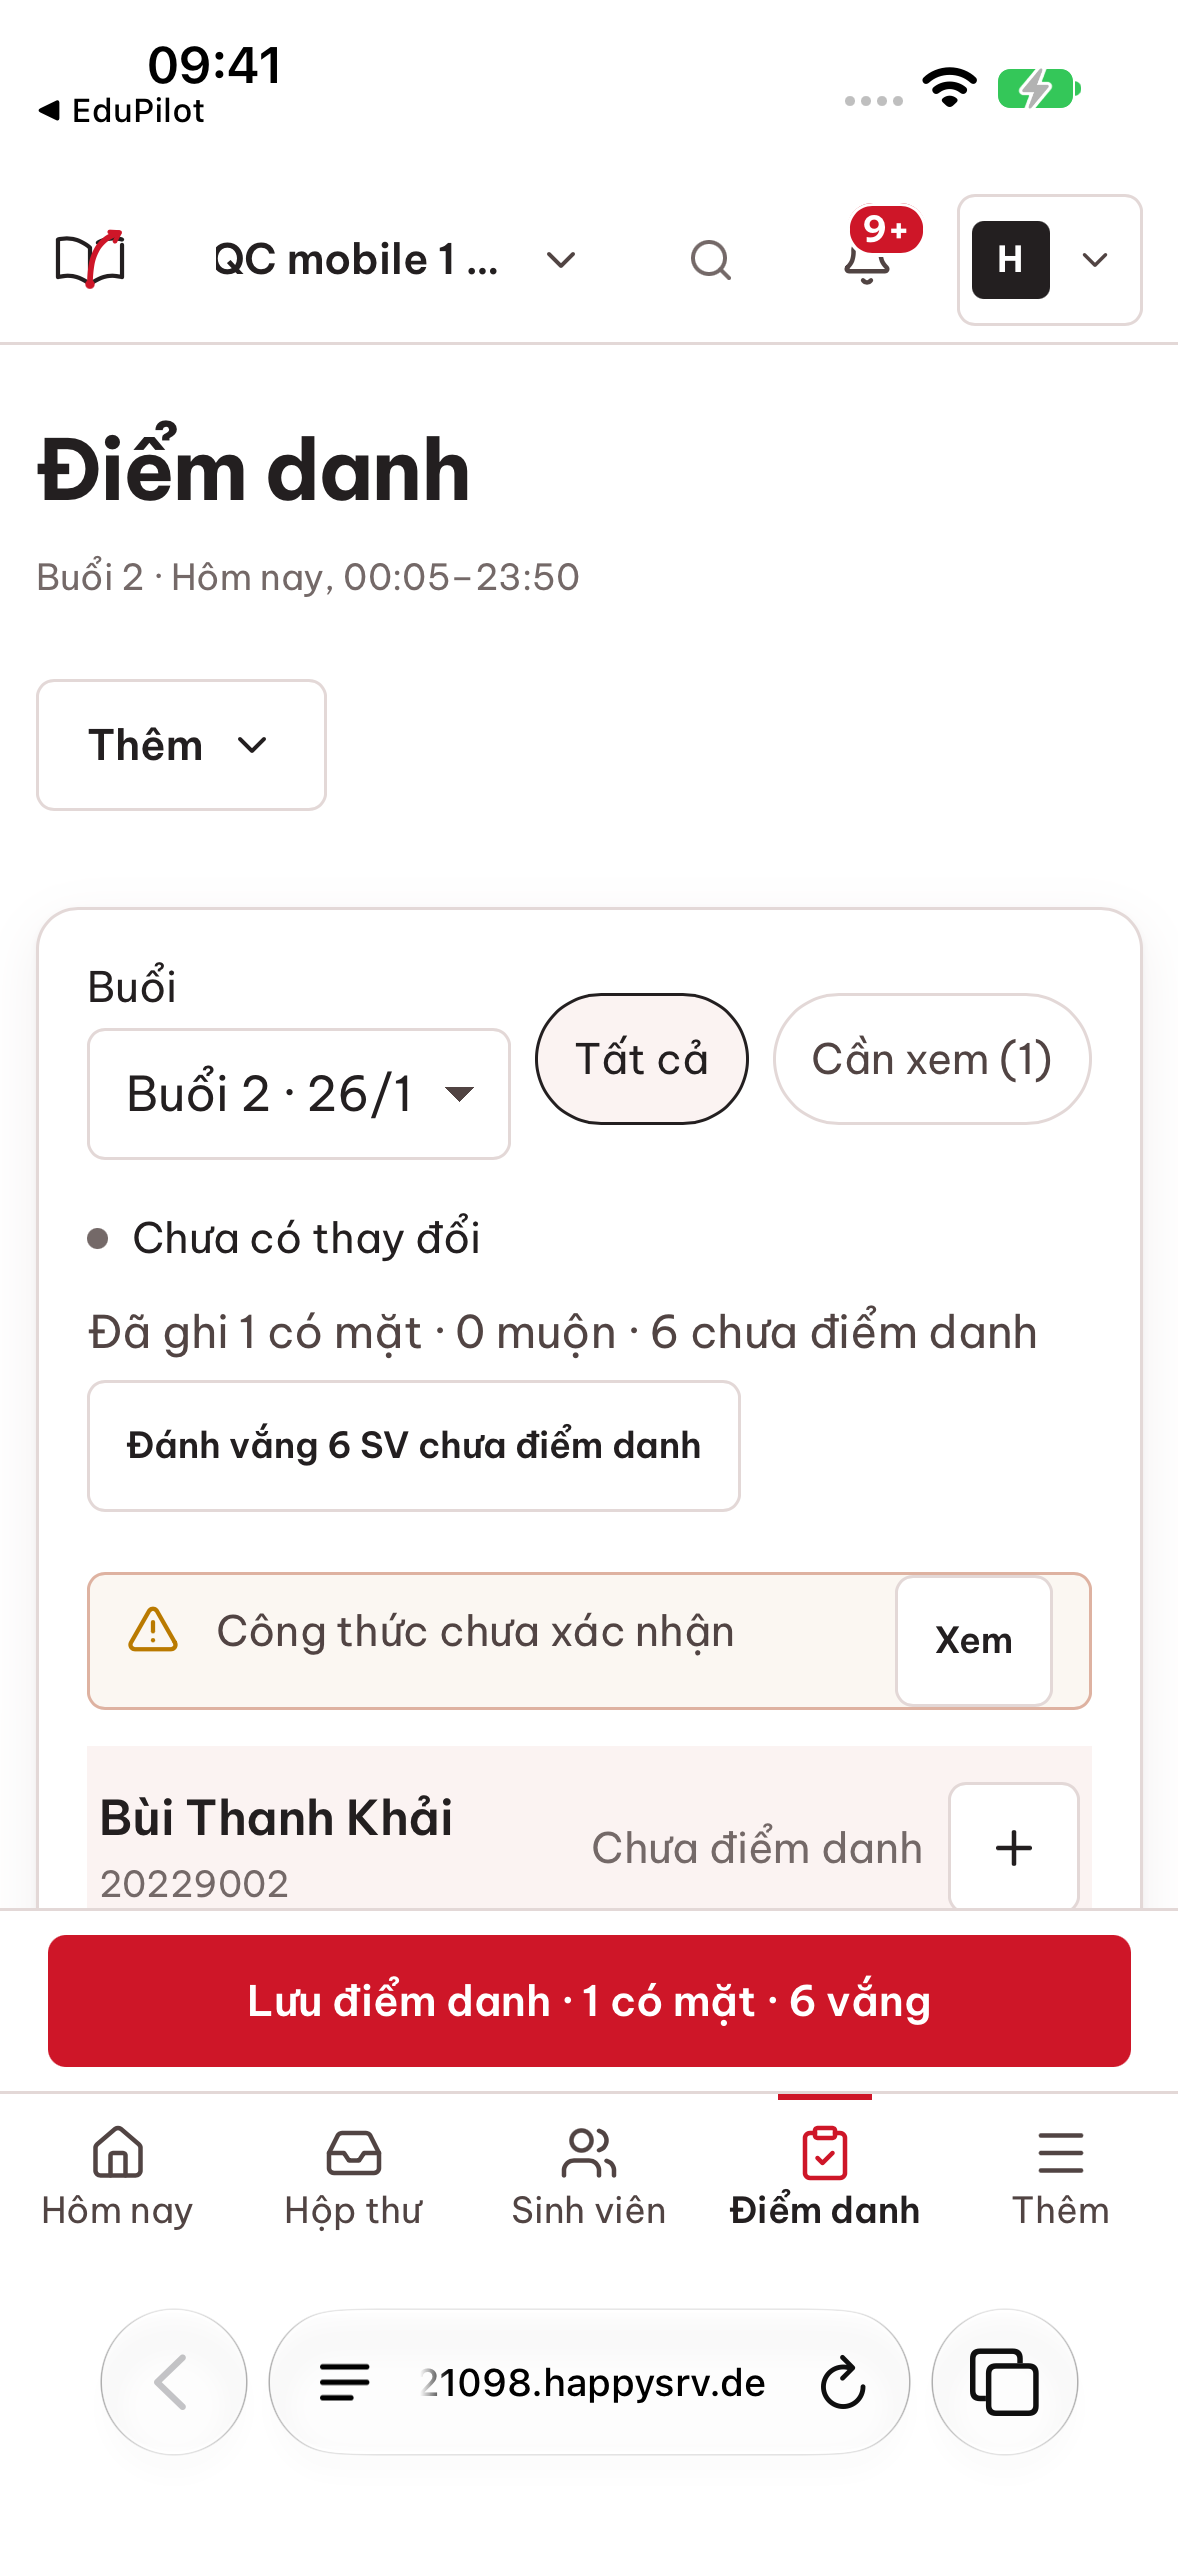 09:41
EduPilot
QC mobile 1 ...
9+
H
Điểm danh
Buổi 2 · Hôm nay, 00:05–23:50
Thêm
Buổi
Buổi 2 · 26/1
Tất cả
Cần xem (1)
Chưa có thay đổi
Đã ghi 1 có mặt · 0 muộn · 6 chưa điểm danh
Đánh vắng 6 SV chưa điểm danh
Công thức chưa xác nhận
Xem
Bùi Thanh Khải
20229002
Chưa điểm danh
Lưu điểm danh · 1 có mặt · 6 vắng
Hôm nay
Hộp thư
Sinh viên
Điểm danh
Thêm
21098.happysrv.de